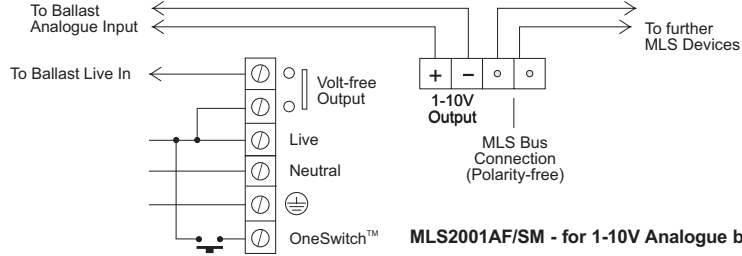 To Ballast
Analogue Input
To further
MLS Devices
To Ballast Live In
Volt-free
Output
+ −
1-10V
Output
Live
MLS Bus
Connection
(Polarity-free)
Neutral
OneSwitch™
MLS2001AF/SM - for 1-10V Analogue b